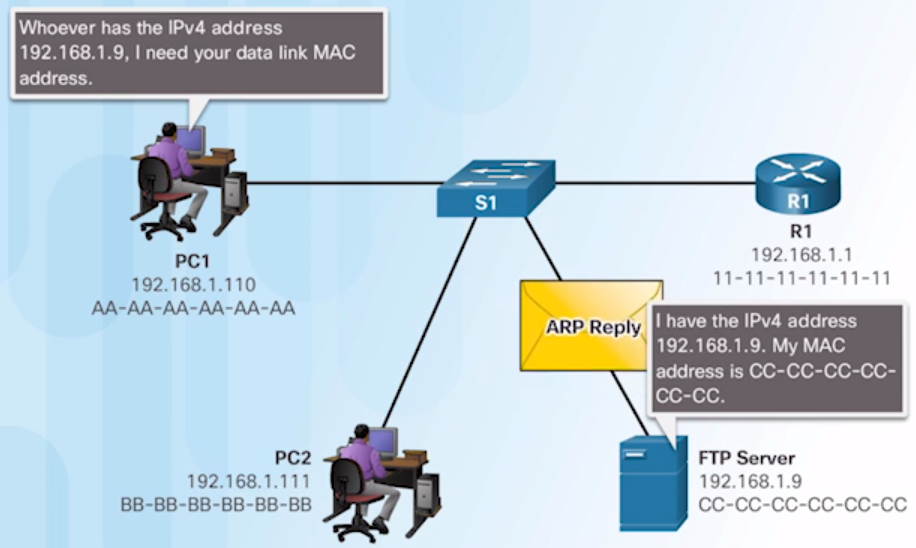 Whoever has the IPv4 address
192.168.1.9, I need your data link MAC
address.
S1
R1
R1
192.168.1.1
11-11-11-11-11-11
PC1
192.168.1.110
AA-AA-AA-AA-AA-AA
ARP Reply
I have the IPv4 address
192.168.1.9. My MAC
address is CC-CC-CC-CC-
CC-CC.
PC2
192.168.1.111
BB-BB-BB-BB-BB-BB
FTP Server
192.168.1.9
CC-CC-CC-CC-CC-CC